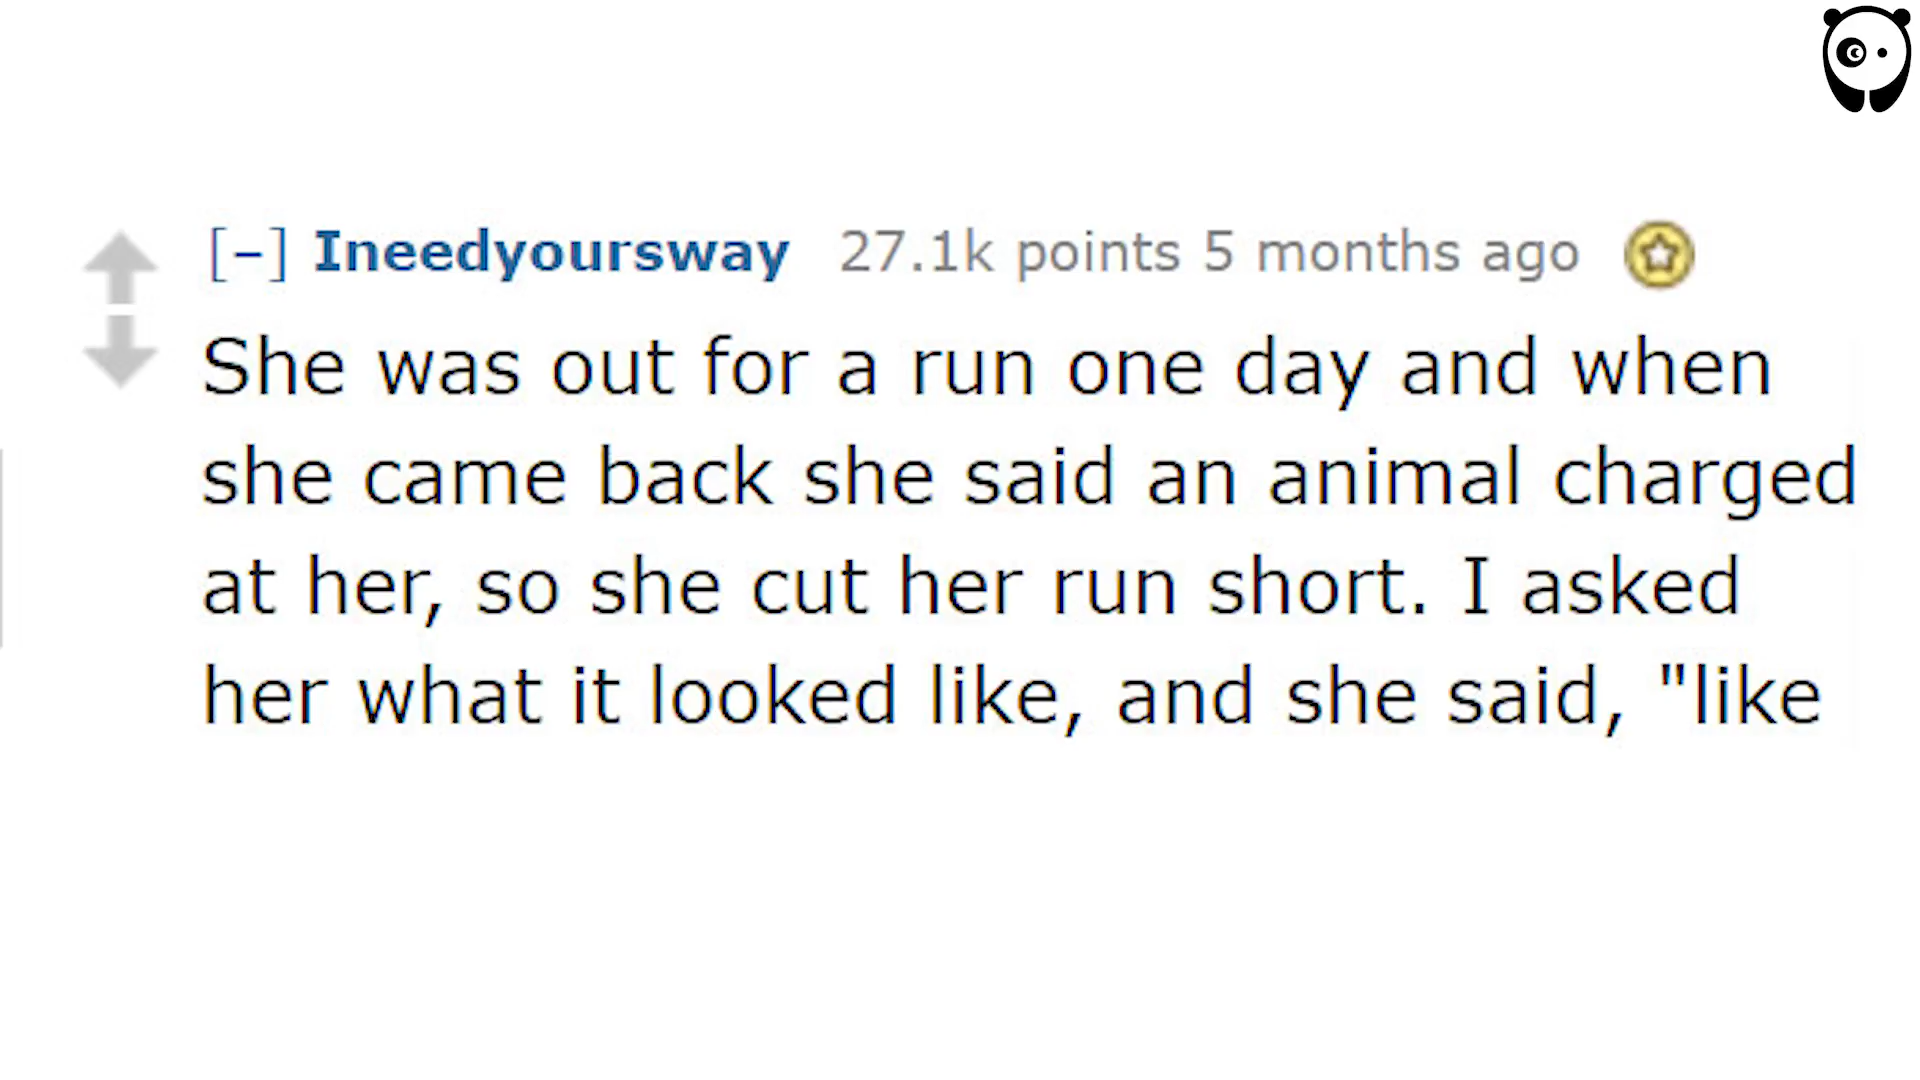 [–] Ineedyoursway 27.1k points 5 months ago
She was out for a run one day and when
she came back she said an animal charged
at her, so she cut her run short. I asked
her what it looked like, and she said, "like